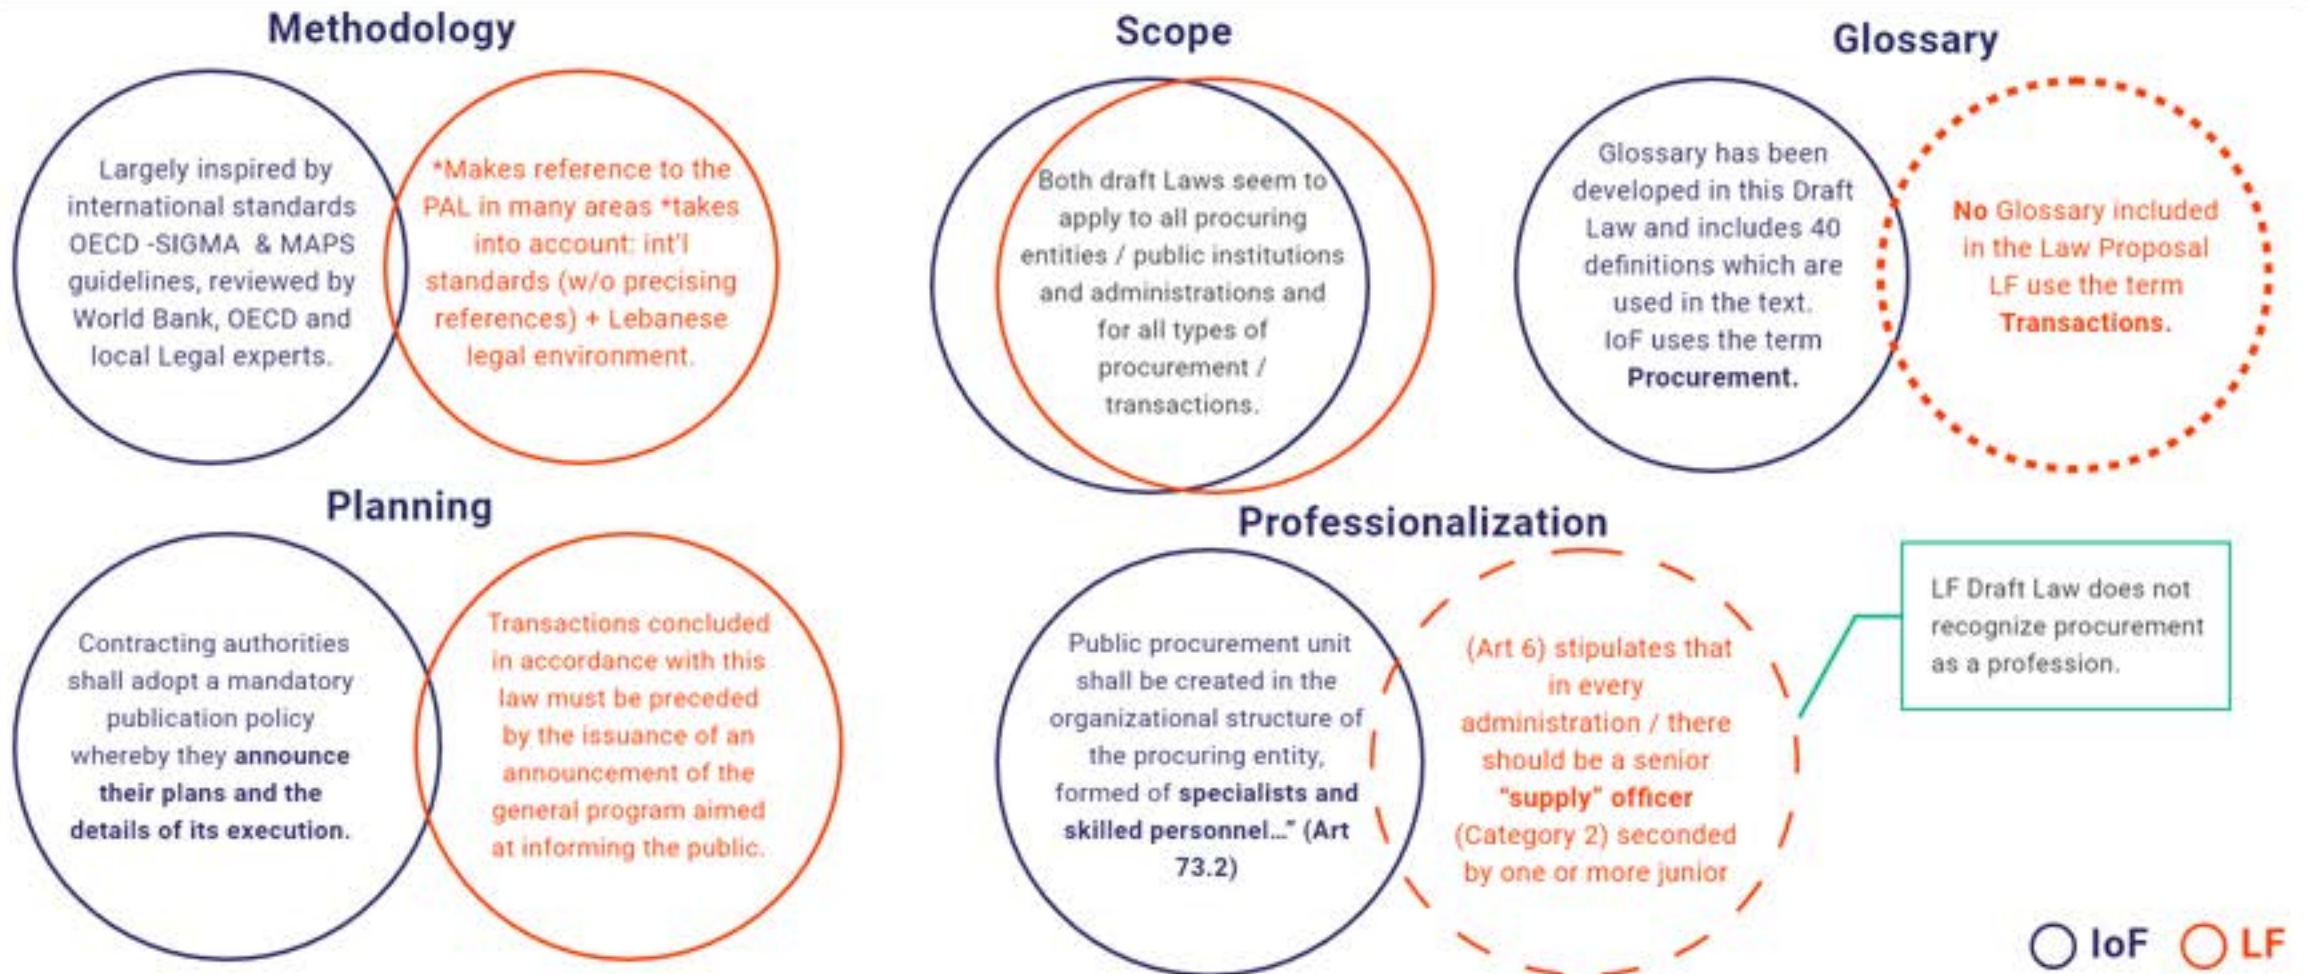 Methodology
Largely inspired by
international standards
OECD -SIGMA & MAPS
guidelines, reviewed by
World Bank, OECD and
local Legal experts.
*Makes reference to the
PAL in many areas *takes
into account: int'l
standards (w/o precising
references) + Lebanese
legal environment.
Scope
Both draft Laws seem to
apply to all procuring
entities / public institutions
and administrations and
for all types of
procurement /
transactions.
Glossary
Glossary has been
developed in this Draft
Law and includes 40
definitions which are
used in the text.
IoF uses the term
Procurement.
No Glossary included
in the Law Proposal
LF use the term
Transactions.
Planning
Contracting authorities
shall adopt a mandatory
publication policy
whereby they announce
their plans and the
details of its execution.
Transactions concluded
in accordance with this
law must be preceded
by the issuance of an
announcement of the
general program aimed
at informing the public.
Professionalization
Public procurement unit
shall be created in the
organizational structure of
the procuring entity,
formed of specialists and
skilled personnel…" (Art
73.2)
(Art 6) stipulates that
in every
administration / there
should be a senior
"supply" officer
(Category 2) seconded
by one or more junior
LF Draft Law does not
recognize procurement
as a profession.
IoF
LF